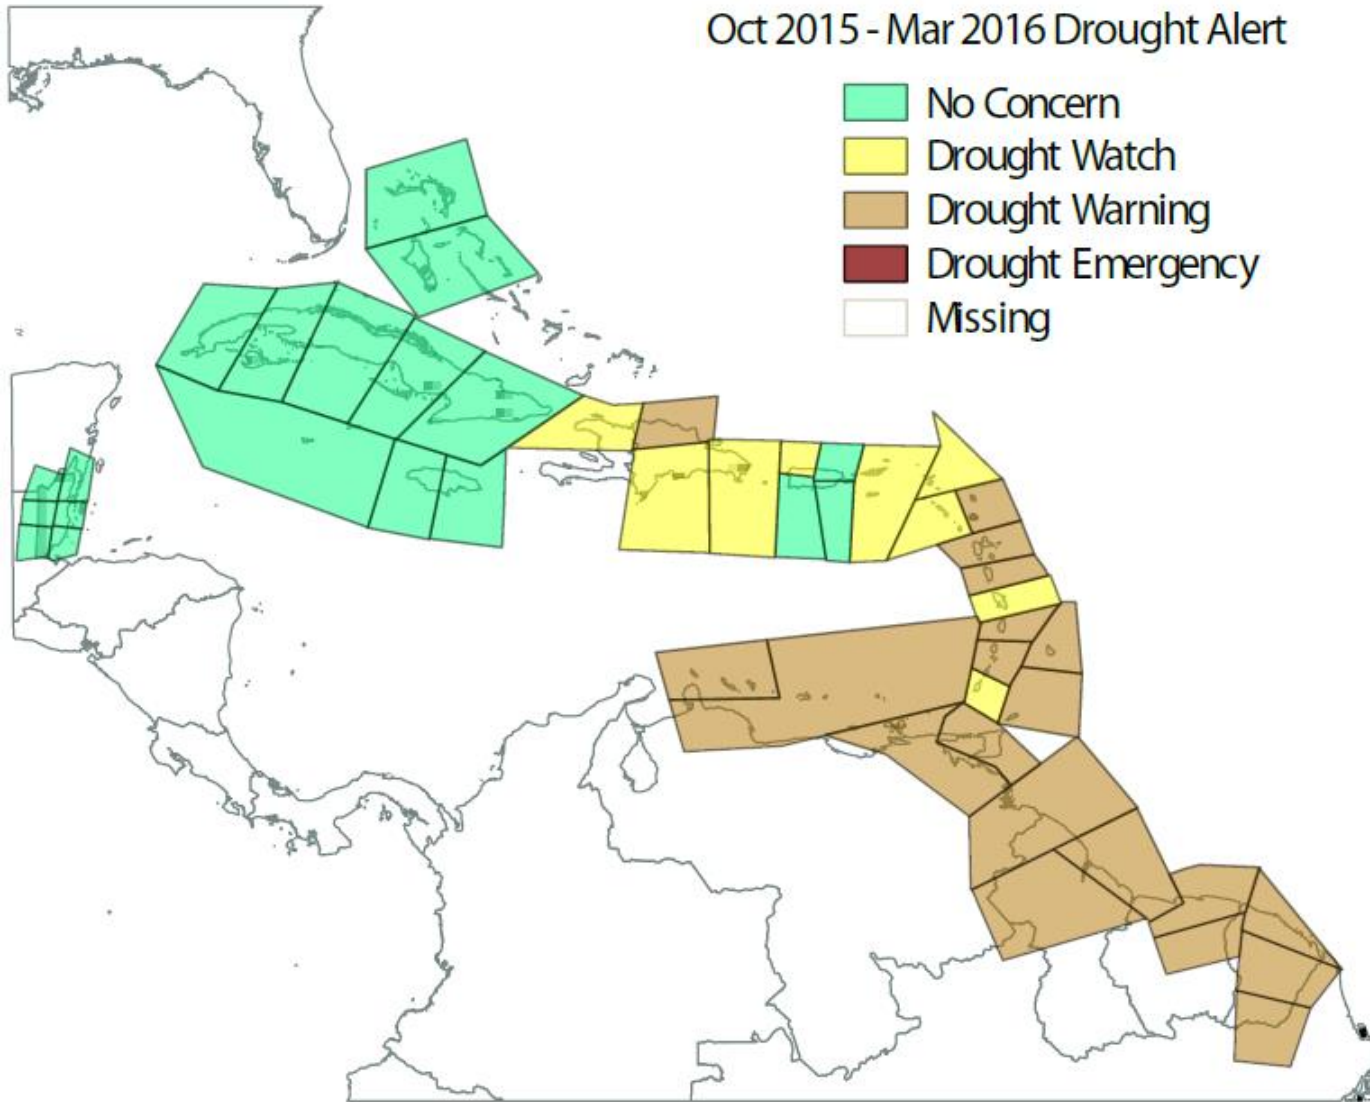 Oct 2015 - Mar 2016 Drought Alert
No Concern
Drought Watch
Drought Warning
Drought Emergency
Missing